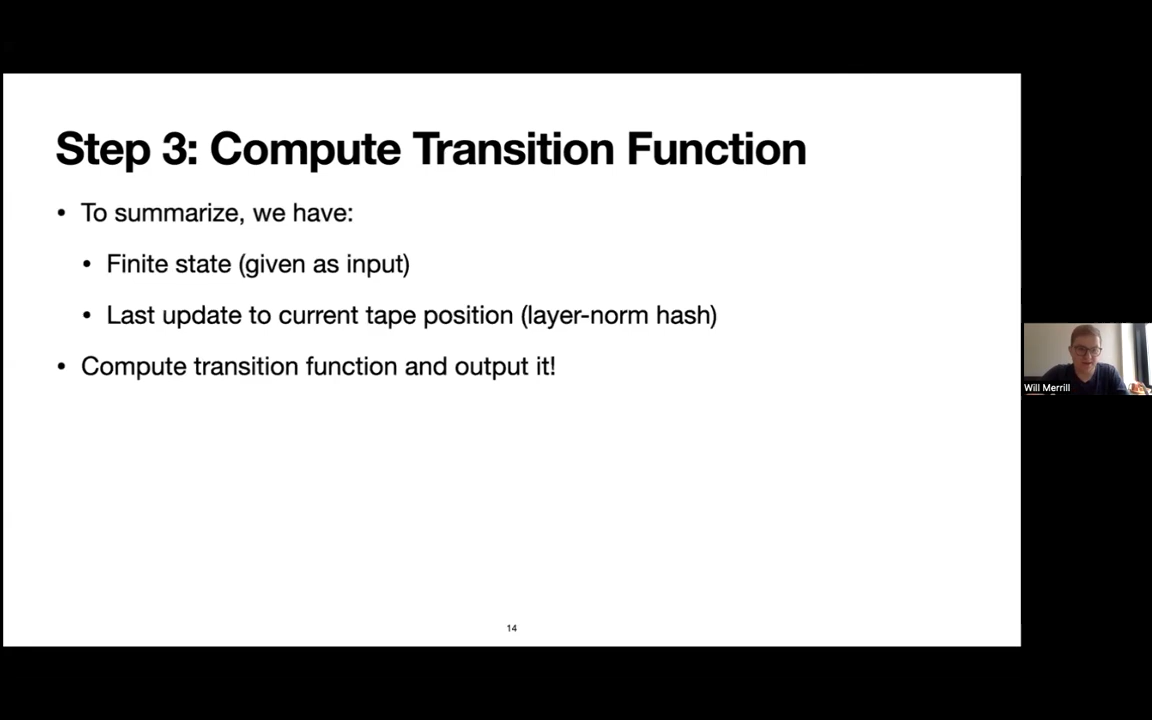 Step 3: Compute Transition Function
• To summarize, we have:
• Finite state (given as input)
• Last update to current tape position (layer-norm hash)
• Compute transition function and output it!
14
Will Merrill